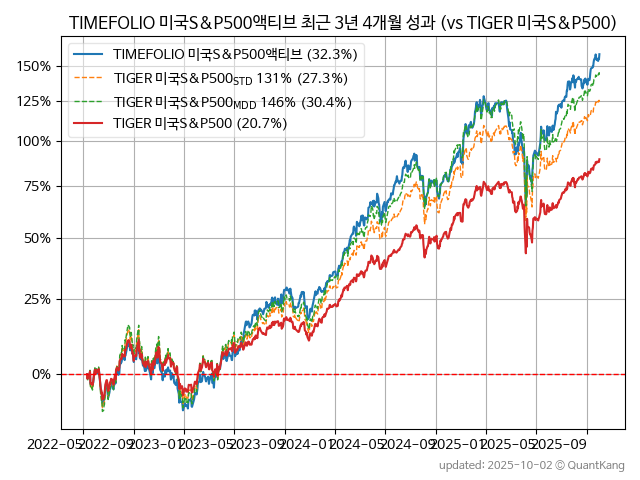 TIMEFOLIO 미국S&P500액티브 최근 3년 4개월 성과 (vs TIGER 미국S&P500)
TIMEFOLIO 미국S&P500액티브 (32.3%)
TIGER 미국S&P500STD 131% (27.3%)
TIGER 미국S&P500MDD 146% (30.4%)
TIGER 미국S&P500 (20.7%)
150%
125%
100%
75%
50%
25%
0%
2022-05 2022-09 2023-01 2023-05 2023-09 2024-01 2024-05 2024-09 2025-01 2025-05 2025-09
updated: 2025-10-02 © QuantKang